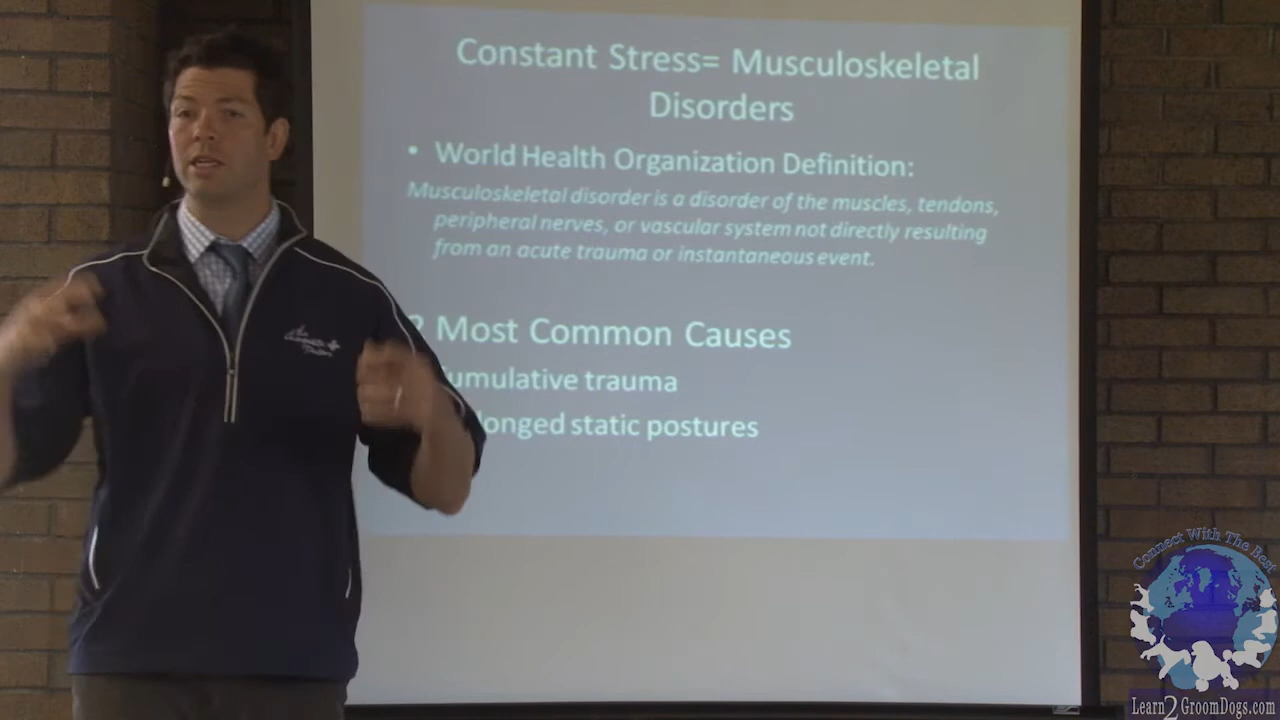 Constant Stress= Musculoskeletal
Disorders
• World Health Organization Definition:
Musculoskeletal disorder is a disorder of the muscles, tendons,
peripheral nerves, or vascular system not directly resulting
from an acute trauma or instantaneous event.
Most Common Causes
umulative trauma
longed static postures
Connect With The Best
Learn2GroomDogs.com